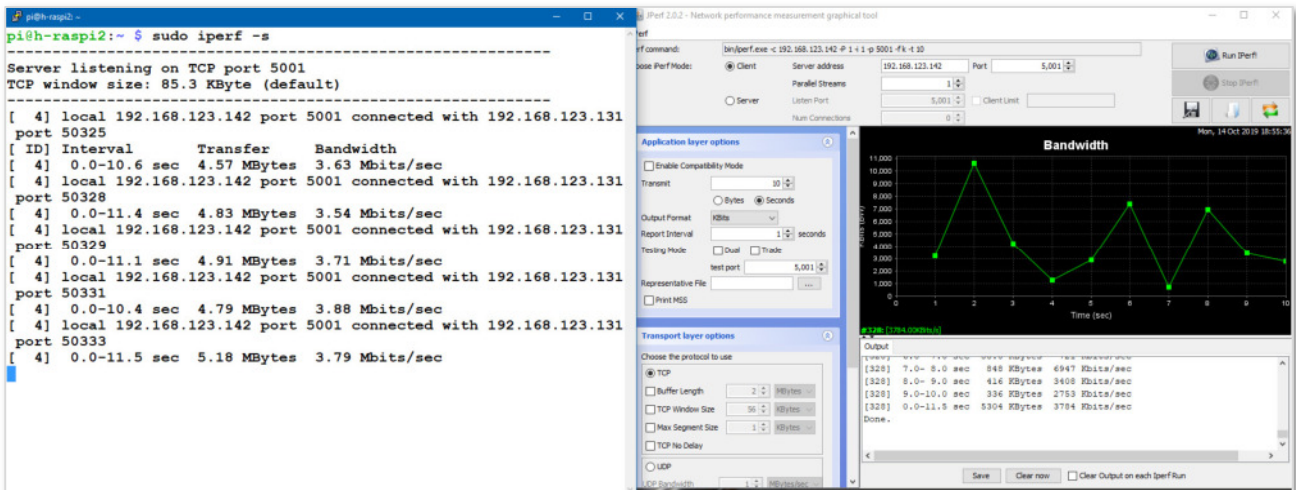 pi@h-raspi2: ~
pi@h-raspi2:~ $ sudo iperf -s
------------------------------------------------------------
Server listening on TCP port 5001
TCP window size: 85.3 KByte (default)
------------------------------------------------------------
[  4] local 192.168.123.142 port 5001 connected with 192.168.123.131
 port 50325
[ ID] Interval       Transfer     Bandwidth
[  4]  0.0-10.6 sec  4.57 MBytes  3.63 Mbits/sec
[  4] local 192.168.123.142 port 5001 connected with 192.168.123.131
 port 50328
[  4]  0.0-11.4 sec  4.83 MBytes  3.54 Mbits/sec
[  4] local 192.168.123.142 port 5001 connected with 192.168.123.131
 port 50329
[  4]  0.0-11.1 sec  4.91 MBytes  3.71 Mbits/sec
[  4] local 192.168.123.142 port 5001 connected with 192.168.123.131
 port 50331
[  4]  0.0-10.4 sec  4.79 MBytes  3.88 Mbits/sec
[  4] local 192.168.123.142 port 5001 connected with 192.168.123.131
 port 50333
[  4]  0.0-11.5 sec  5.18 MBytes  3.79 Mbits/sec
JPerf 2.0.2 - Network performance measurement graphical tool
erf
rf command: bin/iperf.exe -c 192.168.123.142 -P 1 -i 1 -p 5001 -f k -t 10
oose iPerf Mode: Client Server address 192.168.123.142 Port 5,001
Parallel Streams 1
Server Listen Port 5,001 Client Limit
Num Connections 0
Run IPerf!
Stop IPerf!
Application layer options
Enable Compatibility Mode
Transmit 10
Bytes Seconds
Output Format KBits
Report Interval 1 seconds
Testing Mode Dual Trade
test port 5,001
Representative File ...
Print MSS
Transport layer options
Choose the protocol to use
TCP
Buffer Length 2 MBytes
TCP Window Size 56 KBytes
Max Segment Size 1 KBytes
TCP No Delay
UDP
UDP Bandwidth 1 MBytes/sec
Mon, 14 Oct 2019 18:55:36
Bandwidth
11,000
10,000
9,000
8,000
7,000
6,000
5,000
4,000
3,000
2,000
1,000
0
0 1 2 3 4 5 6 7 8 9 10
Time (sec)
#328: [3784.00KBits/s]
Output
[328]  7.0- 8.0 sec   848 KBytes  6947 Kbits/sec
[328]  8.0- 9.0 sec   416 KBytes  3408 Kbits/sec
[328]  9.0-10.0 sec   336 KBytes  2753 Kbits/sec
[328]  0.0-11.5 sec  5304 KBytes  3784 Kbits/sec
Done.
Save Clear now Clear Output on each Iperf Run